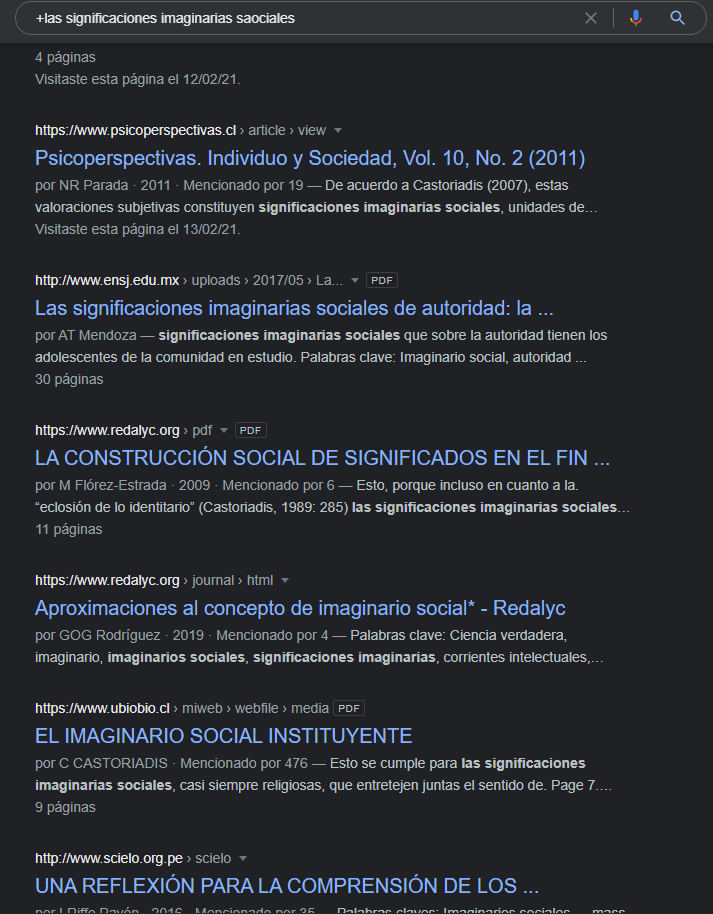 +las significaciones imaginarias saociales
4 páginas
Visitaste esta página el 12/02/21.
https://www.psicoperspectivas.cl › article › view
Psicoperspectivas. Individuo y Sociedad, Vol. 10, No. 2 (2011)
por NR Parada · 2011 · Mencionado por 19 — De acuerdo a Castoriadis (2007), estas
valoraciones subjetivas constituyen significaciones imaginarias sociales, unidades de…
Visitaste esta página el 13/02/21.
http://www.ensj.edu.mx › uploads › 2017/05 › La... PDF
Las significaciones imaginarias sociales de autoridad: la ...
por AT Mendoza — significaciones imaginarias sociales que sobre la autoridad tienen los
adolescentes de la comunidad en estudio. Palabras clave: Imaginario social, autoridad ...
30 páginas
https://www.redalyc.org › pdf PDF
LA CONSTRUCCIÓN SOCIAL DE SIGNIFICADOS EN EL FIN ...
por M Flórez-Estrada · 2009 · Mencionado por 6 — Esto, porque incluso en cuanto a la.
“eclosión de lo identitario” (Castoriadis, 1989: 285) las significaciones imaginarias sociales…
11 páginas
https://www.redalyc.org › journal › html
Aproximaciones al concepto de imaginario social* - Redalyc
por GOG Rodríguez · 2019 · Mencionado por 4 — Palabras clave: Ciencia verdadera,
imaginario, imaginarios sociales, significaciones imaginarias, corrientes intelectuales,…
https://www.ubiobio.cl › miweb › webfile › media PDF
EL IMAGINARIO SOCIAL INSTITUYENTE
por C CASTORIADIS · Mencionado por 476 — Esto se cumple para las significaciones
imaginarias sociales, casi siempre religiosas, que entretejen juntas el sentido de. Page 7.…
9 páginas
http://www.scielo.org.pe › scielo
UNA REFLEXIÓN PARA LA COMPRENSIÓN DE LOS ...
por J Riffo Pavón · 2016 · Mencionado por 35 — Palabras claves: Imaginarios sociales